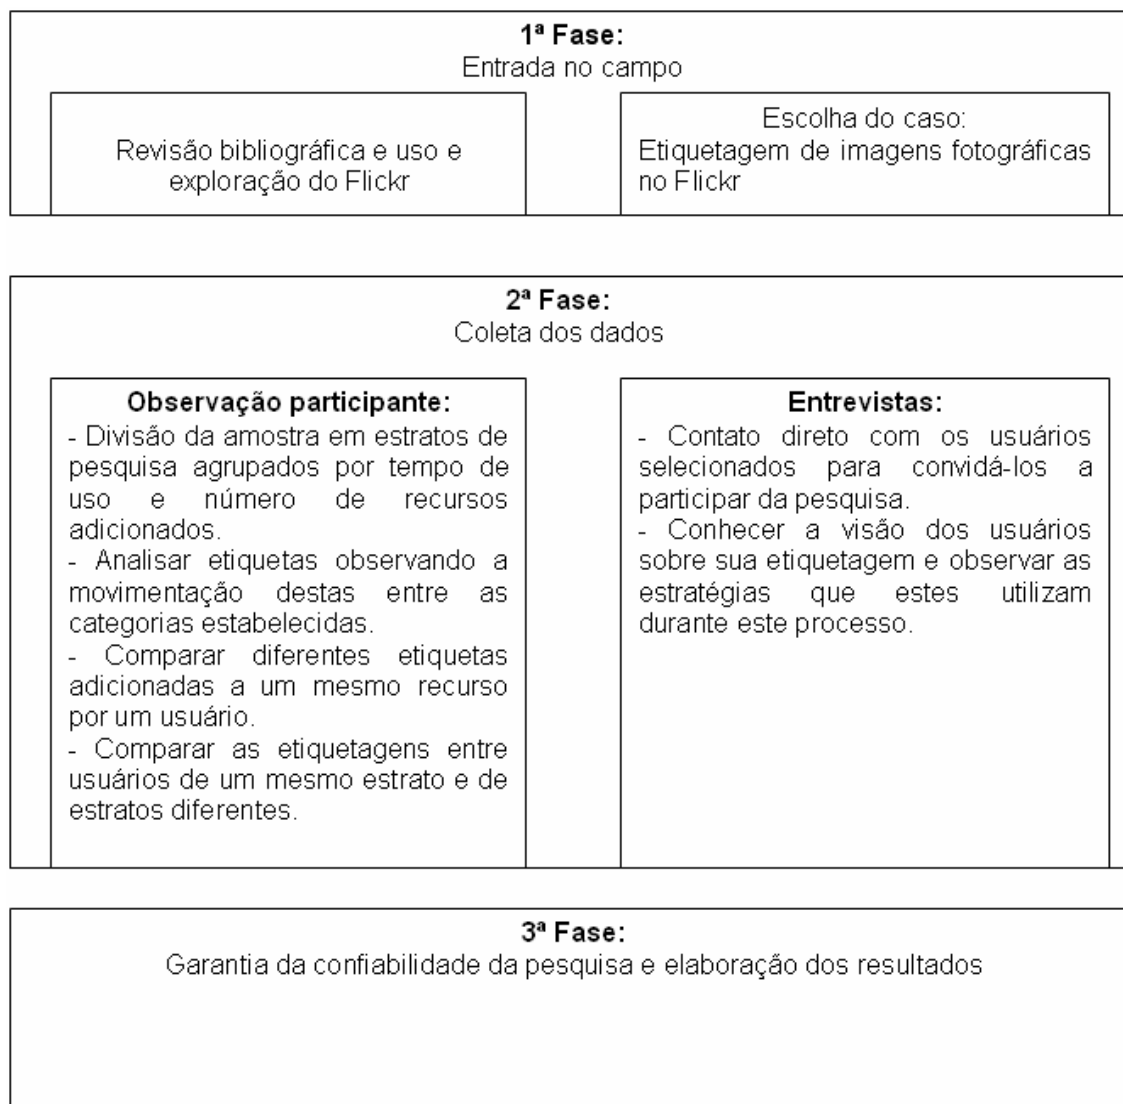 1ª Fase:
Entrada no campo
Revisão bibliográfica e uso e
exploração do Flickr
Escolha do caso:
Etiquetagem de imagens fotográficas
no Flickr
2ª Fase:
Coleta dos dados
Observação participante:
- Divisão da amostra em estratos de
pesquisa agrupados por tempo de
uso e número de recursos
adicionados.
- Analisar etiquetas observando a
movimentação destas entre as
categorias estabelecidas.
- Comparar diferentes etiquetas
adicionadas a um mesmo recurso
por um usuário.
- Comparar as etiquetagens entre
usuários de um mesmo estrato e de
estratos diferentes.
Entrevistas:
- Contato direto com os usuários
selecionados para convidá-los a
participar da pesquisa.
- Conhecer a visão dos usuários
sobre sua etiquetagem e observar as
estratégias que estes utilizam
durante este processo.
3ª Fase:
Garantia da confiabilidade da pesquisa e elaboração dos resultados